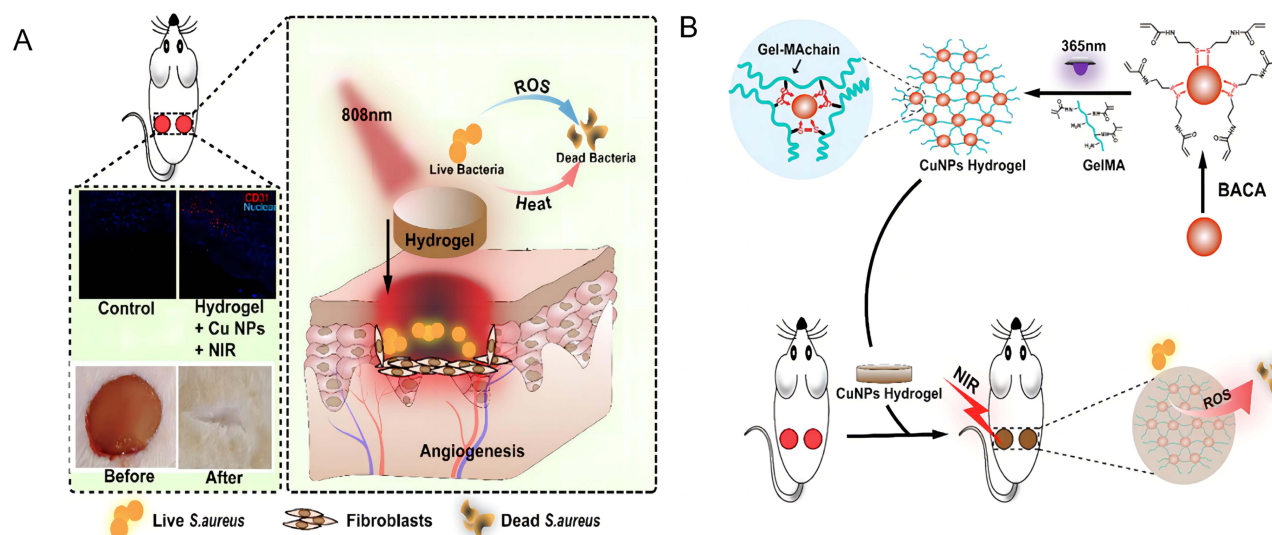 A
808nm
ROS
Live Bacteria
Dead Bacteria
Heat
Hydrogel
CD31
Nuclear
Control
Hydrogel
+ Cu NPs
+ NIR
Before
After
Angiogenesis
Live S.aureus
Fibroblasts
Dead S.aureus
B
Gel-MAchain
S
S
CuNPs Hydrogel
365nm
GelMA
BACA
CuNPs Hydrogel
NIR
ROS